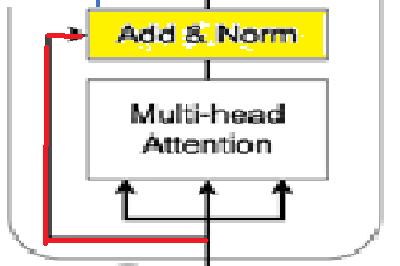 Add & Norm
Multi-head
Attention